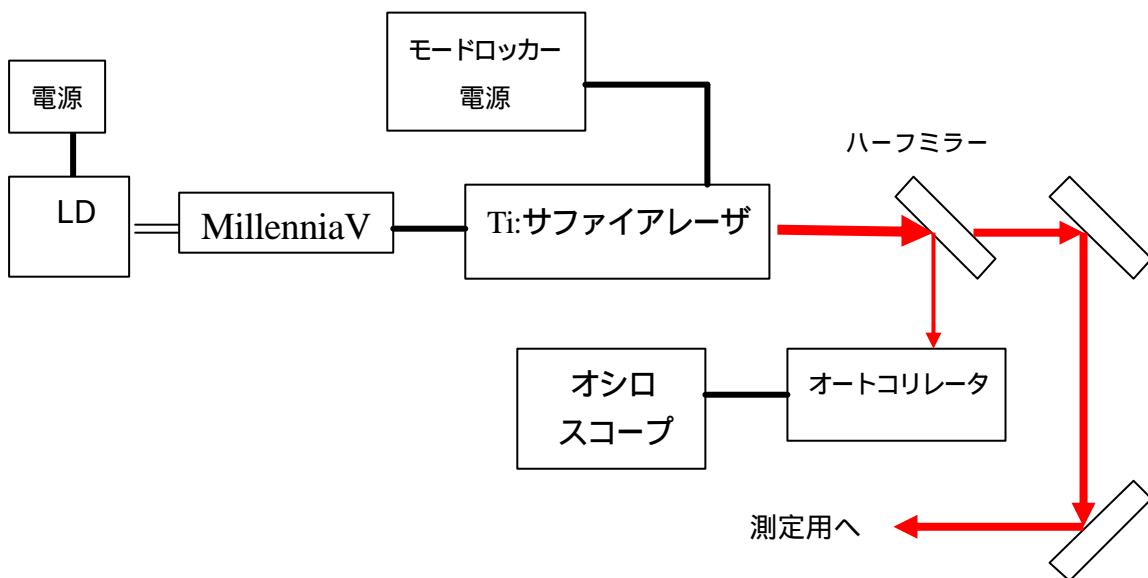 モードロッカー
電源
電源
ハーフミラー
LD
MillenniaV
Ti:サファイアレーザ
オシロ
スコープ
オートコリレータ
測定用へ